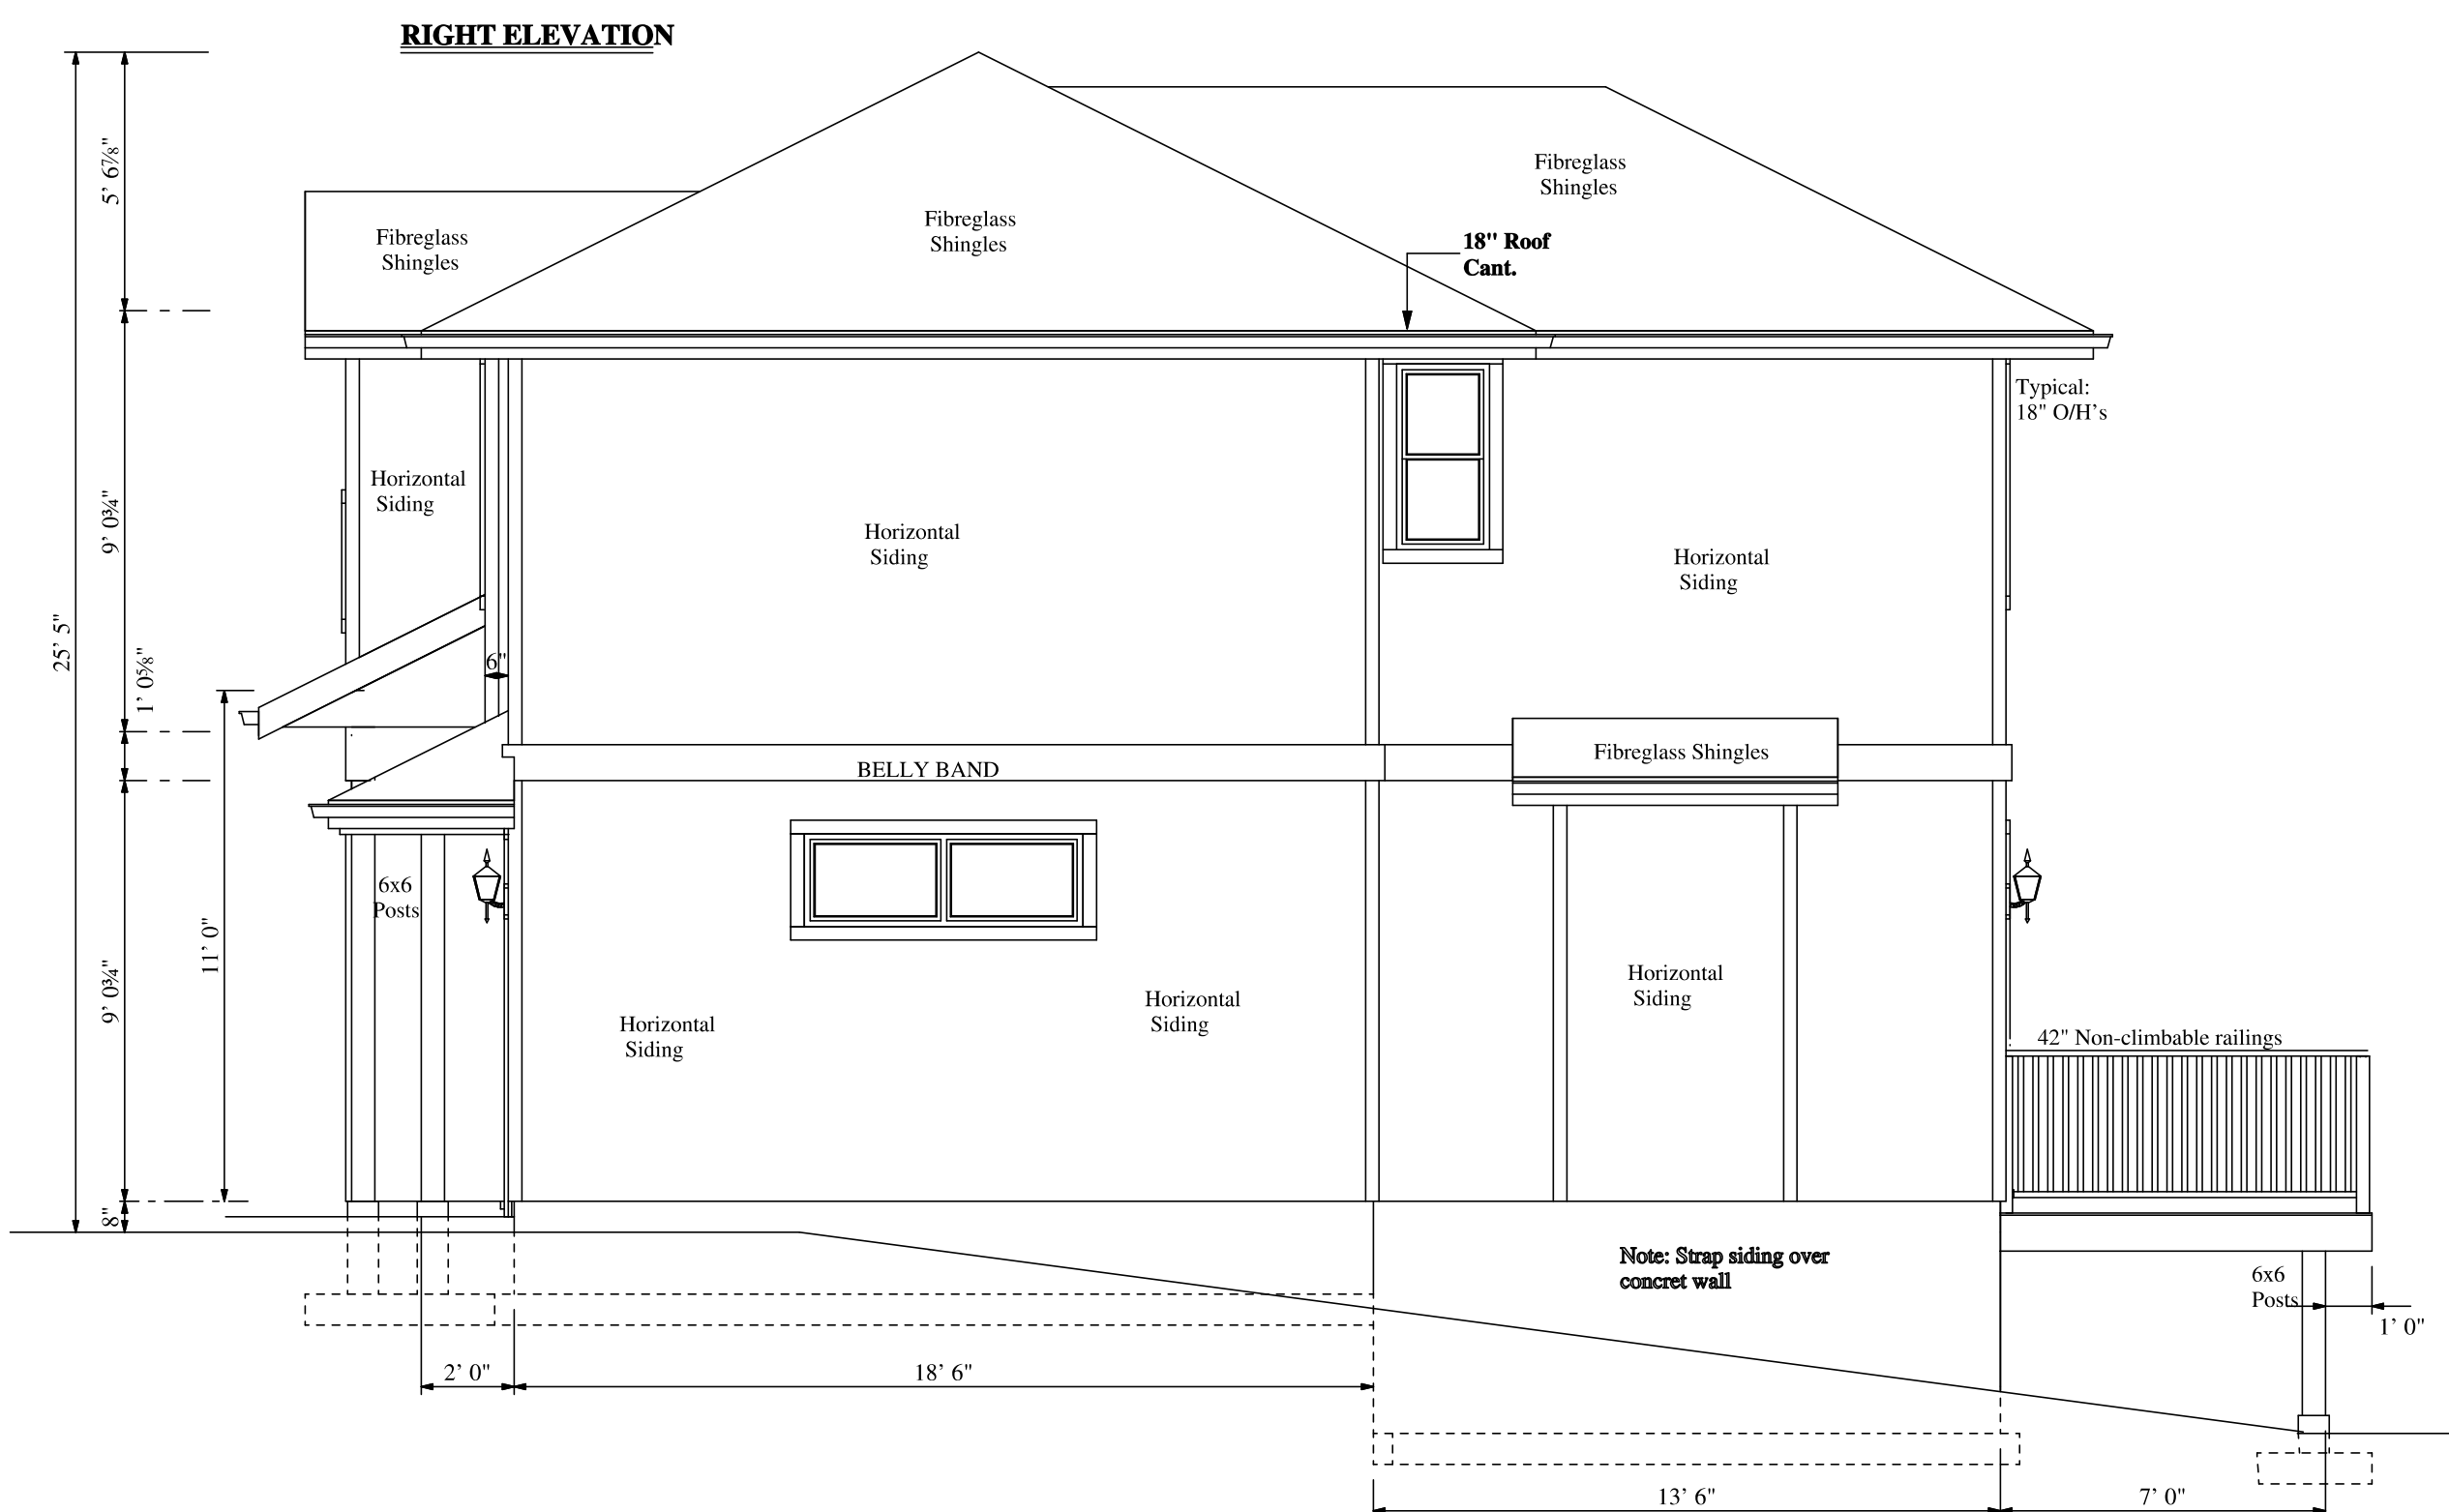 RIGHT ELEVATION
5' 6⅞"
Fibreglass
Shingles
Fibreglass
Shingles
Fibreglass
Shingles
18" Roof
Cant.
Typical:
18" O/H's
9' 0¾"
Horizontal
Siding
Horizontal
Siding
Horizontal
Siding
25' 5"
1' 0⅝"
6"
BELLY BAND
Fibreglass Shingles
6x6
Posts
11' 0"
9' 0¾"
Horizontal
Siding
Horizontal
Siding
Horizontal
Siding
42" Non-climbable railings
8"
Note: Strap siding over
concret wall
6x6
Posts
1' 0"
2' 0"
18' 6"
13' 6"
7' 0"